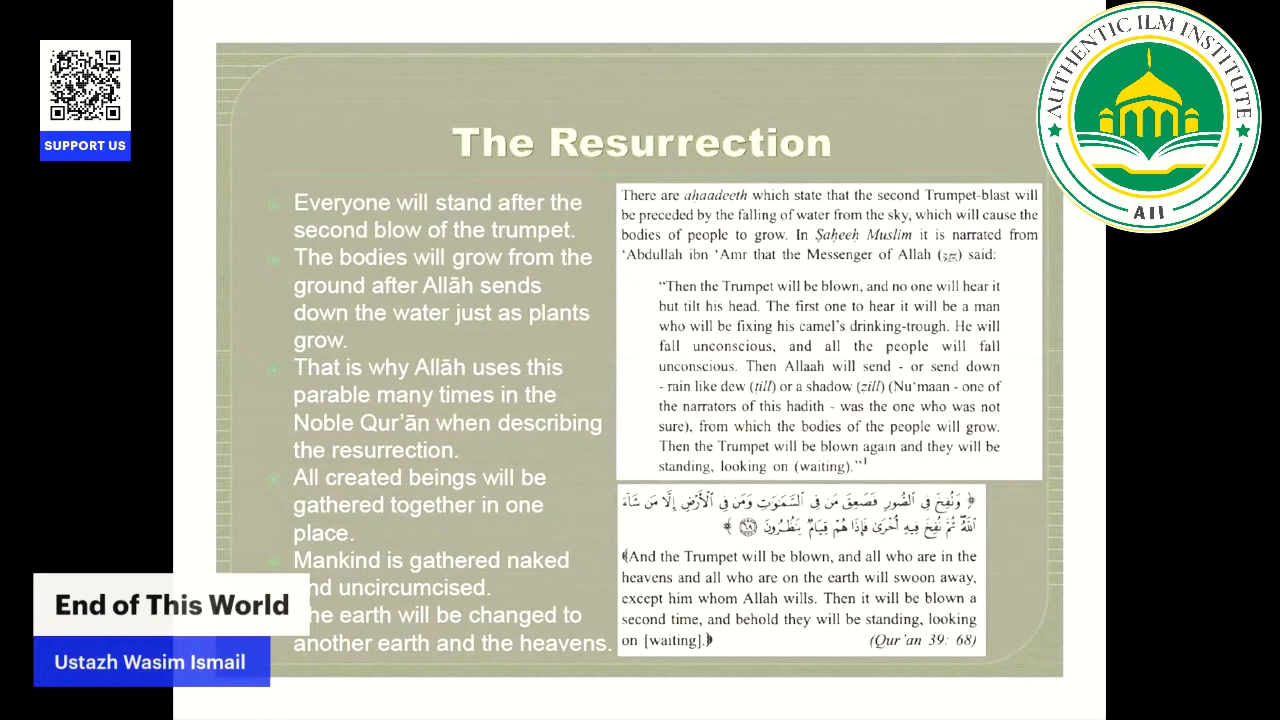 SUPPORT US
AUTHENTIC ILM INSTITUTE
AII
The Resurrection
Everyone will stand after the
second blow of the trumpet.
The bodies will grow from the
ground after Allāh sends
down the water just as plants
grow.
That is why Allāh uses this
parable many times in the
Noble Qur’ān when describing
the resurrection.
All created beings will be
gathered together in one
place.
Mankind is gathered naked
nd uncircumcised.
he earth will be changed to
another earth and the heavens.
There are aḥaadeeth which state that the second Trumpet-blast will
be preceded by the falling of water from the sky, which will cause the
bodies of people to grow. In Ṣaḥeeḥ Muslim it is narrated from
‘Abdullah ibn ‘Amr that the Messenger of Allah (ﷺ) said:
“Then the Trumpet will be blown, and no one will hear it
but tilt his head. The first one to hear it will be a man
who will be fixing his camel’s drinking-trough. He will
fall unconscious, and all the people will fall
unconscious. Then Allaah will send - or send down
- rain like dew (ṭill) or a shadow (ẓill) (Nu‘maan - one of
the narrators of this hadith - was the one who was not
sure), from which the bodies of the people will grow.
Then the Trumpet will be blown again and they will be
standing, looking on (waiting).”¹
﴿ وَنُفِخَ فِى ٱلصُّورِ فَصَعِقَ مَن فِى ٱلسَّمَٰوَٰتِ وَمَن فِى ٱلْأَرْضِ إِلَّا مَن شَآءَ
ٱللَّهُ ۖ ثُمَّ نُفِخَ فِيهِ أُخْرَىٰ فَإِذَا هُمْ قِيَامٌ يَنظُرُونَ ٦٨ ﴾
﴾And the Trumpet will be blown, and all who are in the
heavens and all who are on the earth will swoon away,
except him whom Allah wills. Then it will be blown a
second time, and behold they will be standing, looking
on [waiting].﴿ (Qur’an 39: 68)
End of This World
Ustazh Wasim Ismail